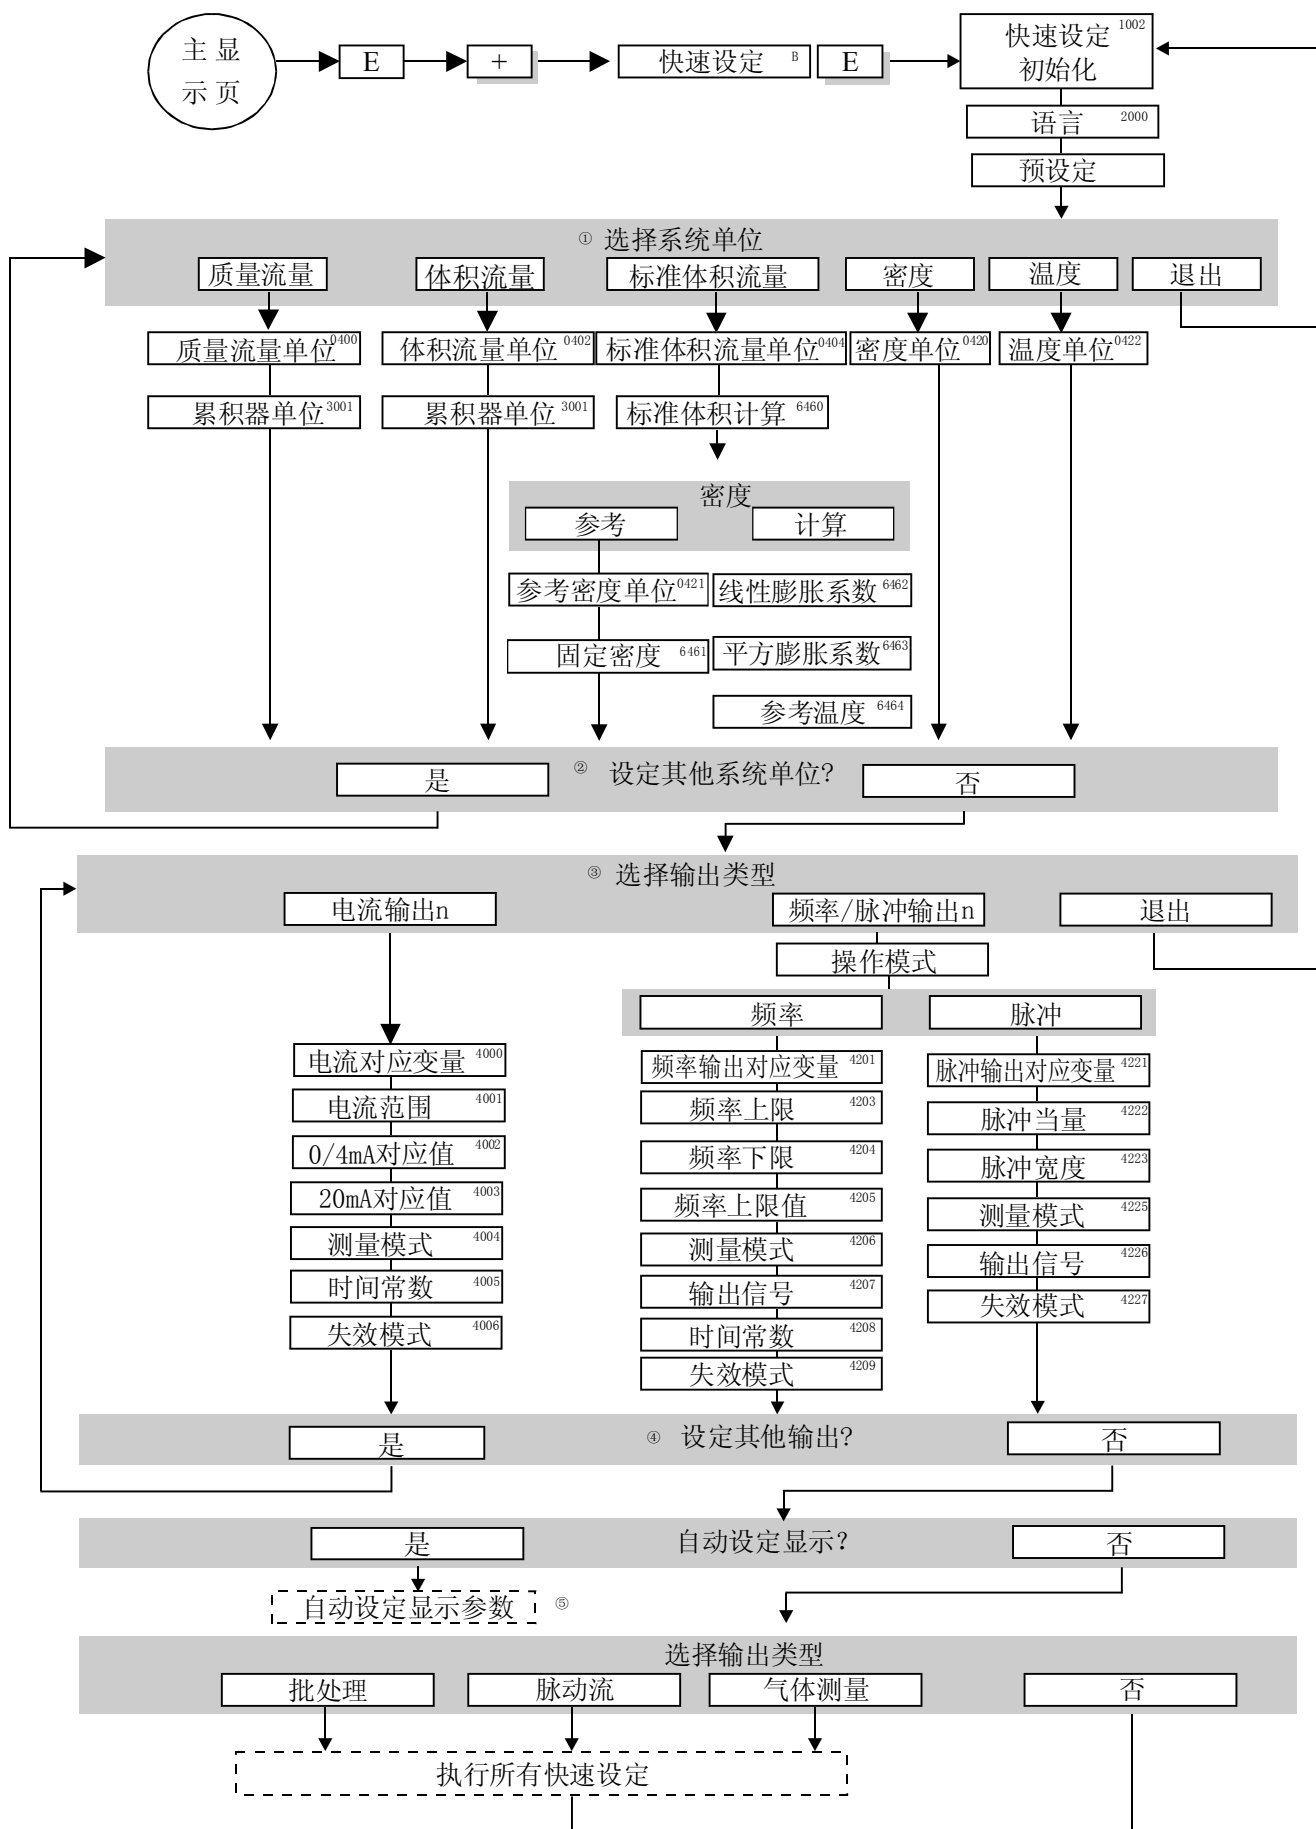 主 显
示 页
E
+
快速设定 B
E
快速设定 1002
初始化
语言 2000
预设定
① 选择系统单位
质量流量
体积流量
标准体积流量
密度
温度
退出
质量流量单位 0400
体积流量单位 0402
标准体积流量单位 0404
密度单位 0420
温度单位 0422
累积器单位 3001
累积器单位 3001
标准体积计算 6460
密度
参考
计算
参考密度单位 0421
线性膨胀系数 6462
固定密度 6461
平方膨胀系数 6463
参考温度 6464
是
② 设定其他系统单位?
否
③ 选择输出类型
电流输出n
频率/脉冲输出n
退出
操作模式
频率
脉冲
电流对应变量 4000
电流范围 4001
0/4mA对应值 4002
20mA对应值 4003
测量模式 4004
时间常数 4005
失效模式 4006
频率输出对应变量 4201
频率上限 4203
频率下限 4204
频率上限值 4205
测量模式 4206
输出信号 4207
时间常数 4208
失效模式 4209
脉冲输出对应变量 4221
脉冲当量 4222
脉冲宽度 4223
测量模式 4225
输出信号 4226
失效模式 4227
是
④ 设定其他输出?
否
是
自动设定显示?
否
自动设定显示参数 ⑤
选择输出类型
批处理
脉动流
气体测量
否
执行所有快速设定